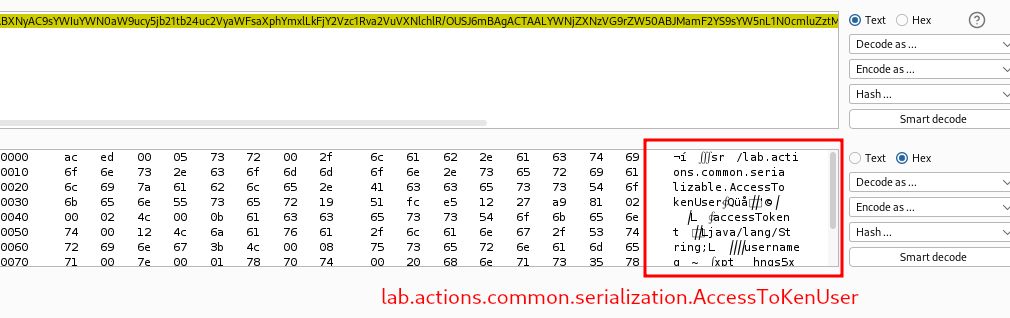 BXNyAC9sYWIuYWN0aW9ucy5jb21tb24uc2VyaWFsaXphYmxlLkFjY2Vzc1Rva2VuVXNlchlR/OUSJ6mBAgACTAALYWNjZXNzVG9rZW50ABJMamF2YS9sYW5nL1N0cmluZztM
Text Hex
Decode as ...
Encode as ...
Hash ...
Smart decode
0000 ac ed 00 05 73 72 00 2f 6c 61 62 2e 61 63 74 69 ¬í sr /lab.acti
0010 6f 6e 73 2e 63 6f 6d 6d 6f 6e 2e 73 65 72 69 61 ons.common.seria
0020 6c 69 7a 61 62 6c 65 2e 41 63 63 65 73 73 54 6f lizable.AccessTo
0030 6b 65 6e 55 73 65 72 19 51 fc e5 12 27 a9 81 02 kenUser Qüå ' ©
0040 00 02 4c 00 0b 61 63 63 65 73 73 54 6f 6b 65 6e L accessToken
0050 74 00 12 4c 6a 61 76 61 2f 6c 61 6e 67 2f 53 74 t Ljava/lang/St
0060 72 69 6e 67 3b 4c 00 08 75 73 65 72 6e 61 6d 65 ring;L username
0070 71 00 7e 00 01 78 70 74 00 20 68 6e 71 73 35 78 q ~ xpt hnqs5x
Text Hex
Decode as ...
Encode as ...
Hash ...
Smart decode
lab.actions.common.serialization.AccessToKenUser